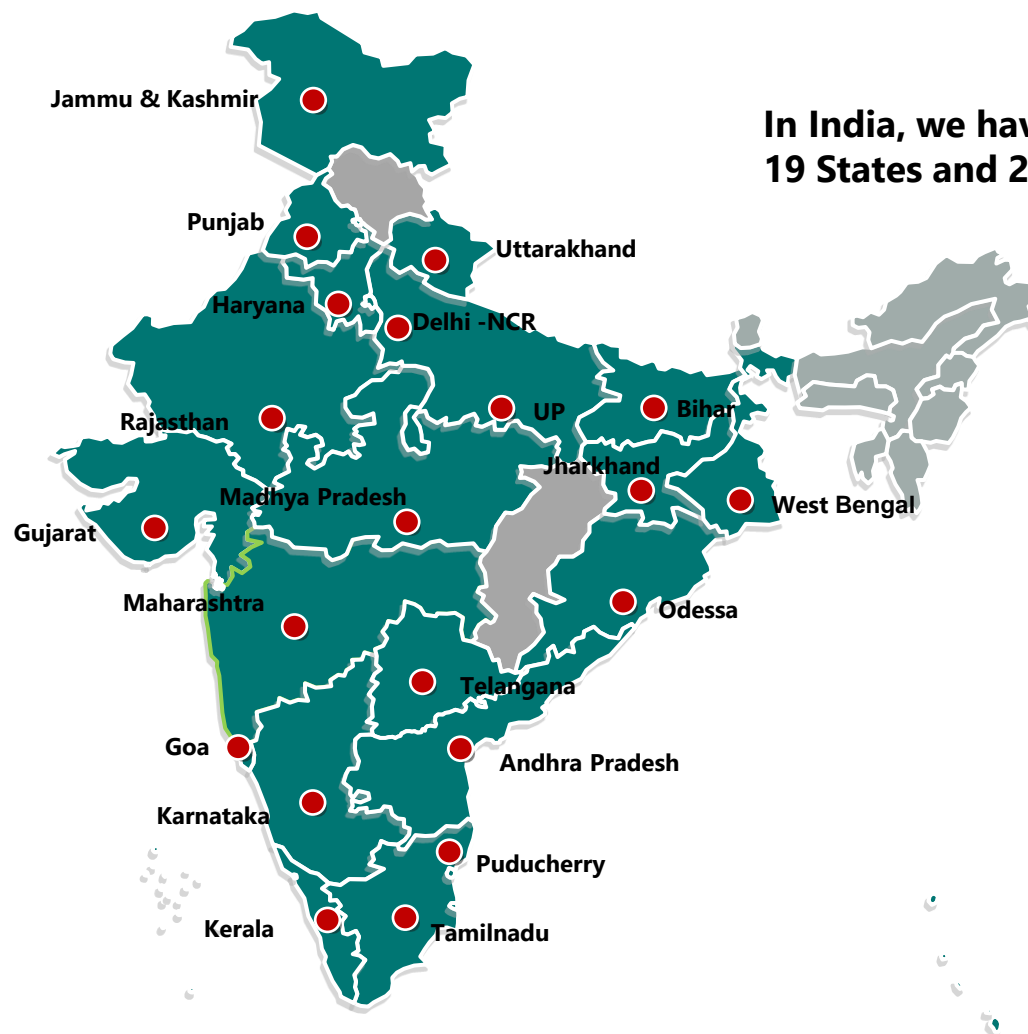 Jammu & Kashmir
In India, we hav
19 States and 2
Punjab
Uttarakhand
Haryana
Delhi -NCR
Rajasthan
UP
Bihar
Jharkhand
Madhya Pradesh
West Bengal
Gujarat
Maharashtra
Odessa
Telangana
Goa
Andhra Pradesh
Karnataka
Puducherry
Kerala
Tamilnadu